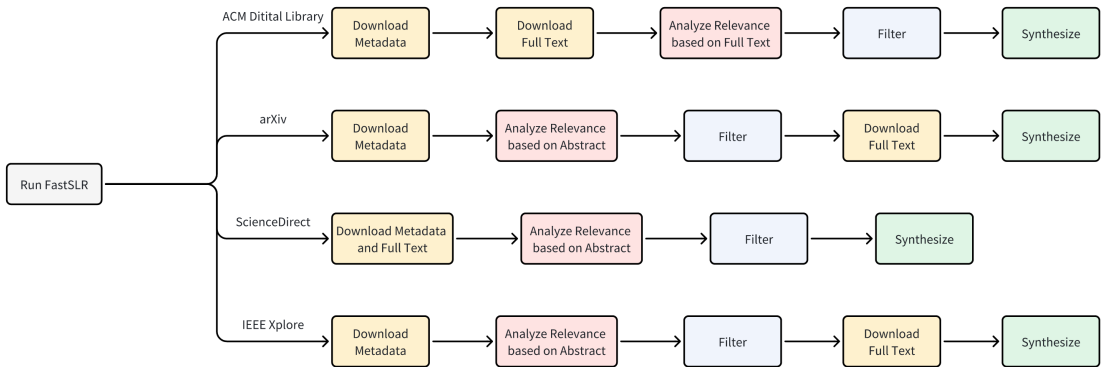 ACM Ditital Library
Download
Metadata
Download
Full Text
Analyze Relevance
based on Full Text
Filter
Synthesize
arXiv
Download
Metadata
Analyze Relevance
based on Abstract
Filter
Download
Full Text
Synthesize
Run FastSLR
ScienceDirect
Download Metadata
and Full Text
Analyze Relevance
based on Abstract
Filter
Synthesize
IEEE Xplore
Download
Metadata
Analyze Relevance
based on Abstract
Filter
Download
Full Text
Synthesize